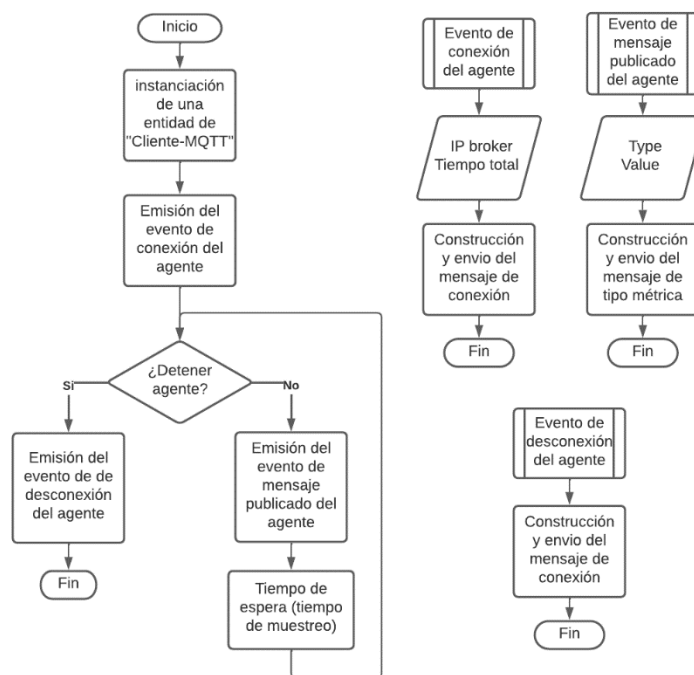 Inicio
instanciación
de una
entidad de
"Cliente-MQTT"
Emisión del
evento de
conexión del
agente
¿Detener
agente?
Si
No
Emisión del
evento de de
desconexión
del agente
Fin
Emisión del
evento de
mensaje
publicado del
agente
Tiempo de
espera (tiempo
de muestreo)
Evento de
conexión
del agente
IP broker
Tiempo total
Construcción
y envio del
mensaje de
conexión
Fin
Evento de
mensaje
publicado
del agente
Type
Value
Construcción
y envio del
mensaje de
tipo métrica
Fin
Evento de
desconexión
del agente
Construcción
y envio del
mensaje de
conexión
Fin